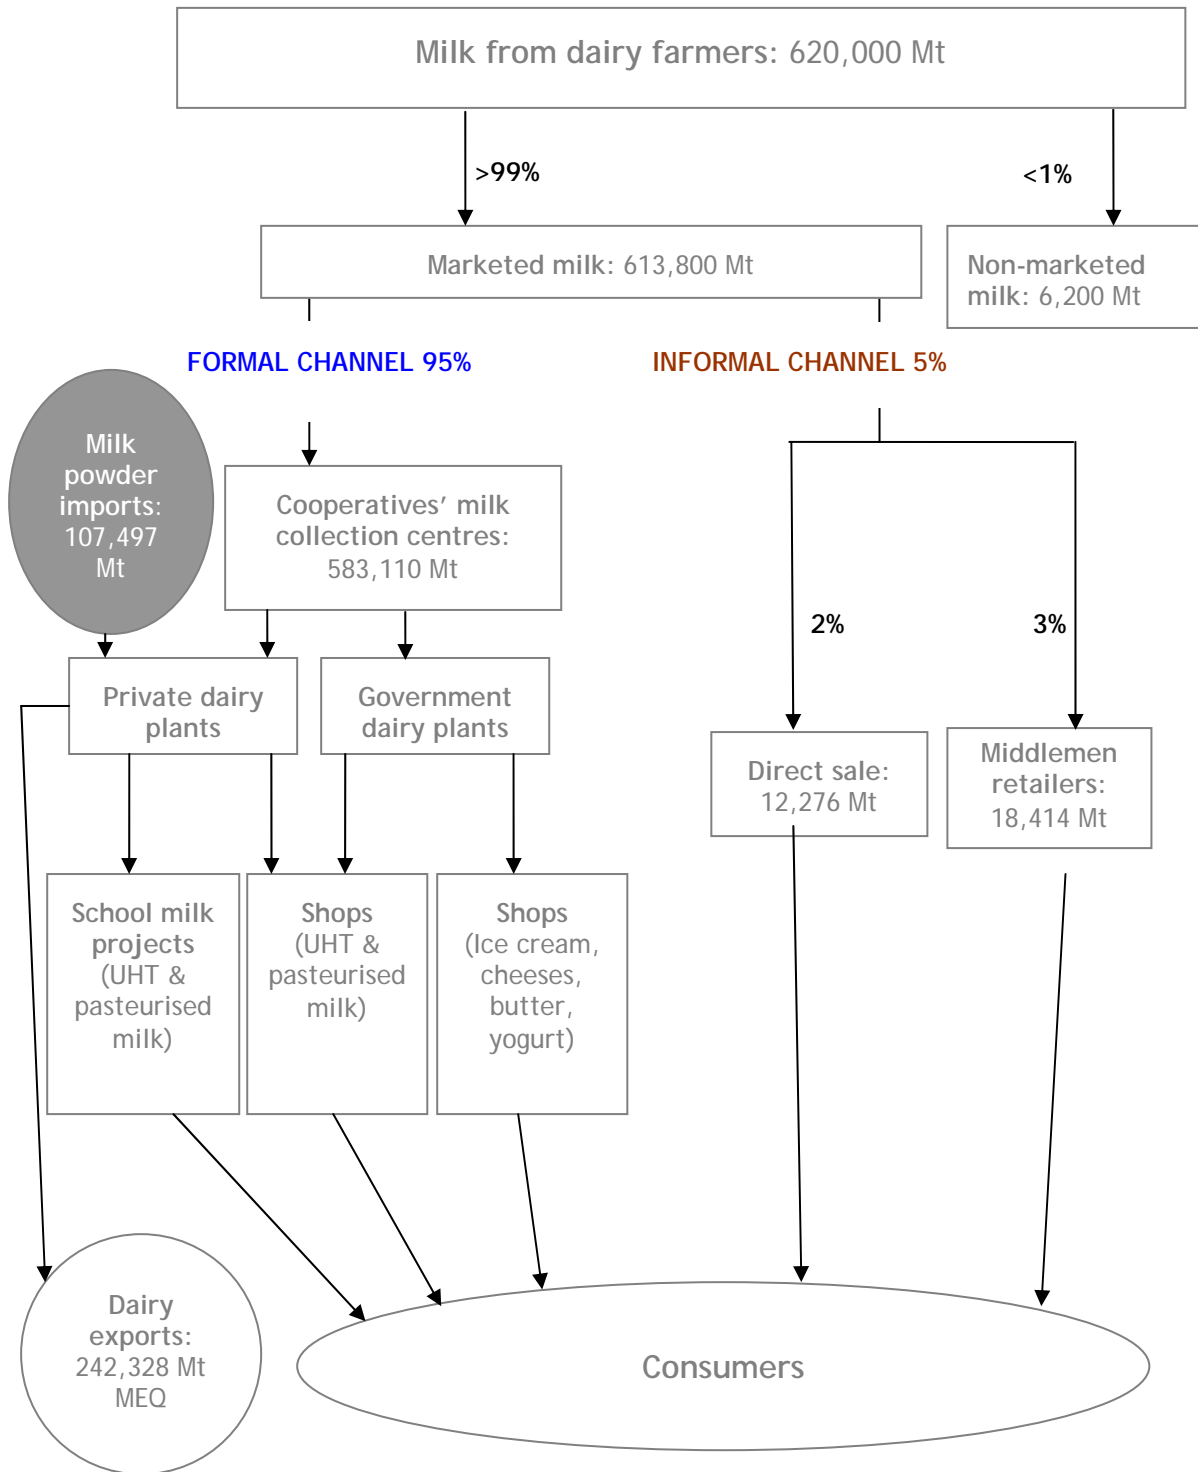 Milk from dairy farmers: 620,000 Mt
>99%
<1%
Marketed milk: 613,800 Mt
Non-marketed
milk: 6,200 Mt
FORMAL CHANNEL 95%
INFORMAL CHANNEL 5%
Milk
powder
imports:
107,497
Mt
Cooperatives’ milk
collection centres:
583,110 Mt
2%
3%
Private dairy
plants
Government
dairy plants
Direct sale:
12,276 Mt
Middlemen
retailers:
18,414 Mt
School milk
projects
(UHT &
pasteurised
milk)
Shops
(UHT &
pasteurised
milk)
Shops
(Ice cream,
cheeses,
butter,
yogurt)
Dairy
exports:
242,328 Mt
MEQ
Consumers